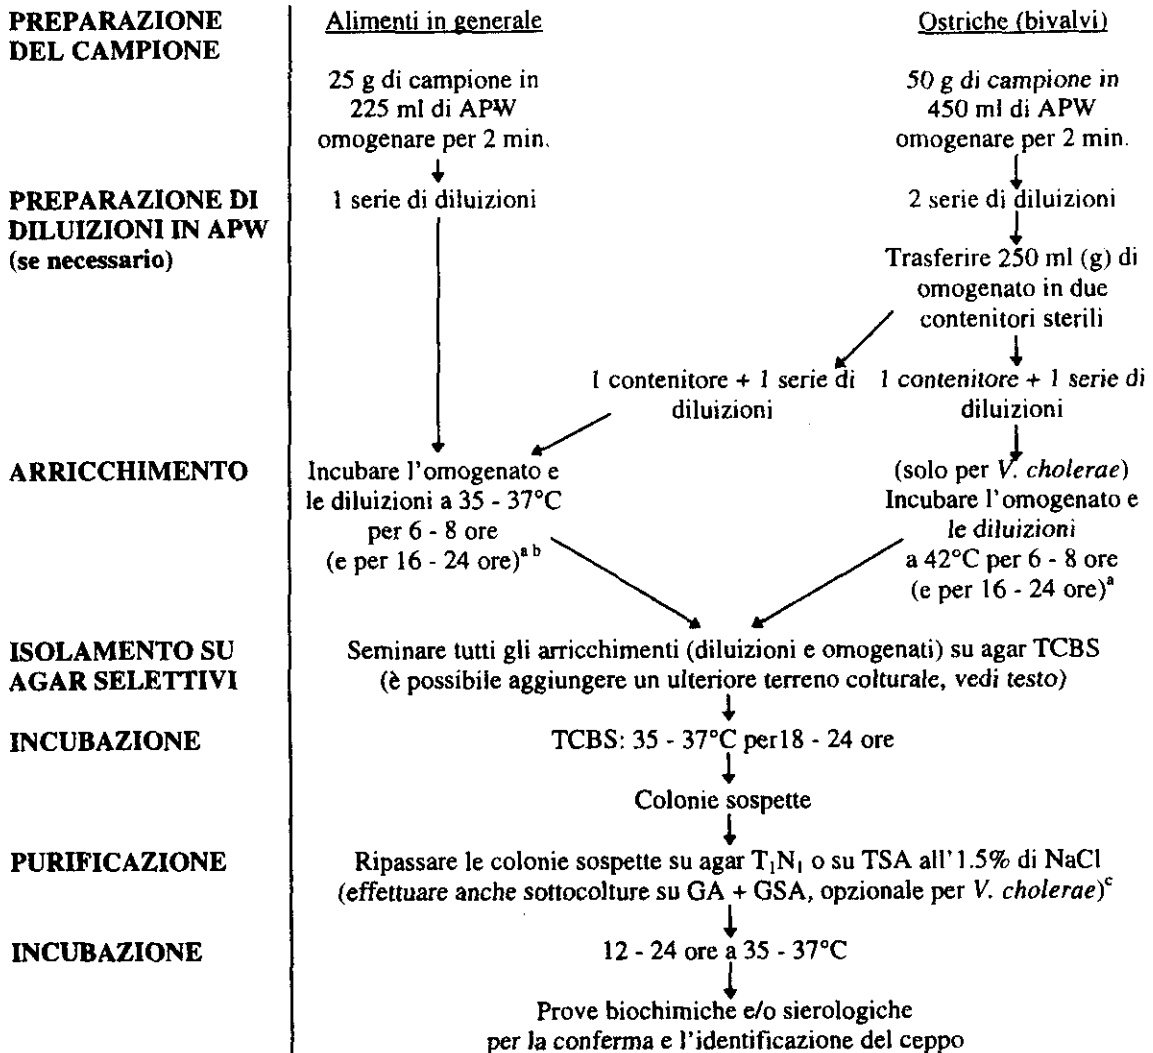 PREPARAZIONE
DEL CAMPIONE
Alimenti in generale
Ostriche (bivalvi)
25 g di campione in
225 ml di APW
omogenare per 2 min.
50 g di campione in
450 ml di APW
omogenare per 2 min.
PREPARAZIONE DI
DILUIZIONI IN APW
(se necessario)
1 serie di diluizioni
2 serie di diluizioni
Trasferire 250 ml (g) di
omogenato in due
contenitori sterili
1 contenitore + 1 serie di
diluizioni
1 contenitore + 1 serie di
diluizioni
ARRICCHIMENTO
Incubare l'omogenato e
le diluizioni a 35 - 37°C
per 6 - 8 ore
(e per 16 - 24 ore)ᵃ ᵇ
(solo per V. cholerae)
Incubare l'omogenato e
le diluizioni
a 42°C per 6 - 8 ore
(e per 16 - 24 ore)ᵃ
ISOLAMENTO SU
AGAR SELETTIVI
Seminare tutti gli arricchimenti (diluizioni e omogenati) su agar TCBS
(è possibile aggiungere un ulteriore terreno colturale, vedi testo)
INCUBAZIONE
TCBS: 35 - 37°C per18 - 24 ore
Colonie sospette
PURIFICAZIONE
Ripassare le colonie sospette su agar T₁N₁ o su TSA all'1.5% di NaCl
(effettuare anche sottocolture su GA + GSA, opzionale per V. cholerae)ᶜ
INCUBAZIONE
12 - 24 ore a 35 - 37°C
Prove biochimiche e/o sierologiche
per la conferma e l'identificazione del ceppo